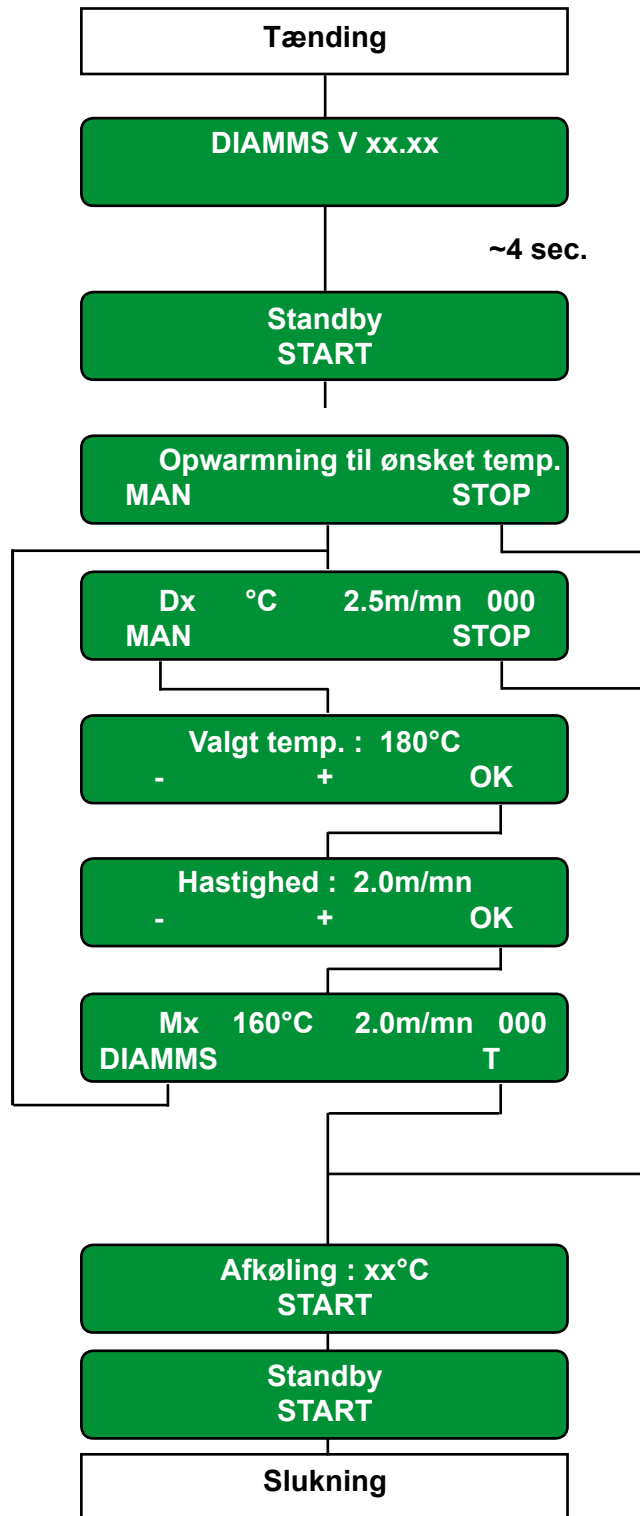 Tænding
DIAMMS V xx.xx
~4 sec.
Standby
START
Opwarmning til ønsket temp.
MAN STOP
Dx °C 2.5m/mn 000
MAN STOP
Valgt temp. : 180°C
- + OK
Hastighed : 2.0m/mn
- + OK
Mx 160°C 2.0m/mn 000
DIAMMS T
Afkøling : xx°C
START
Standby
START
Slukning